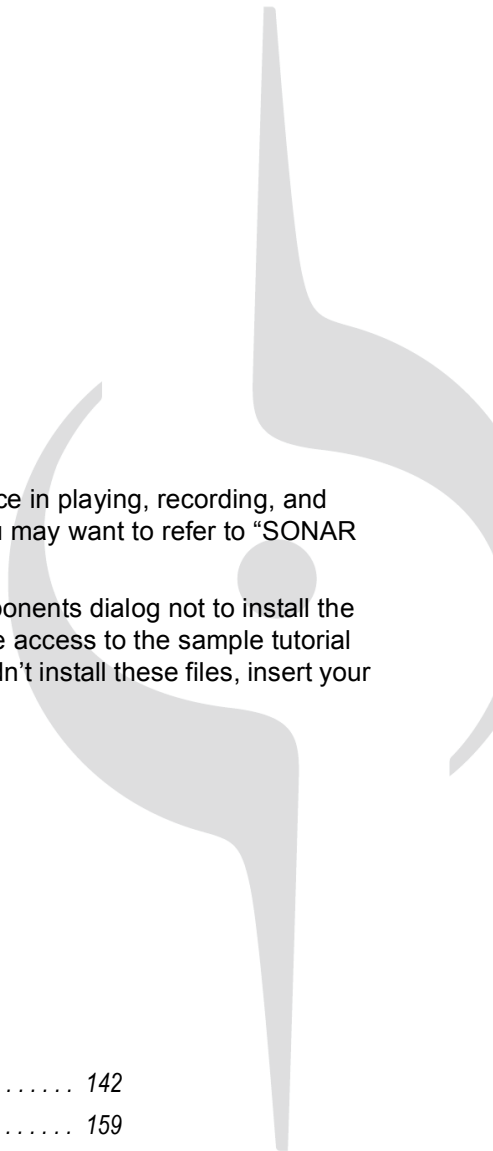 ce in playing, recording, and
u may want to refer to “SONAR
ponents dialog not to install the
e access to the sample tutorial
dn’t install these files, insert your
. . . . . . 142
. . . . . . 159